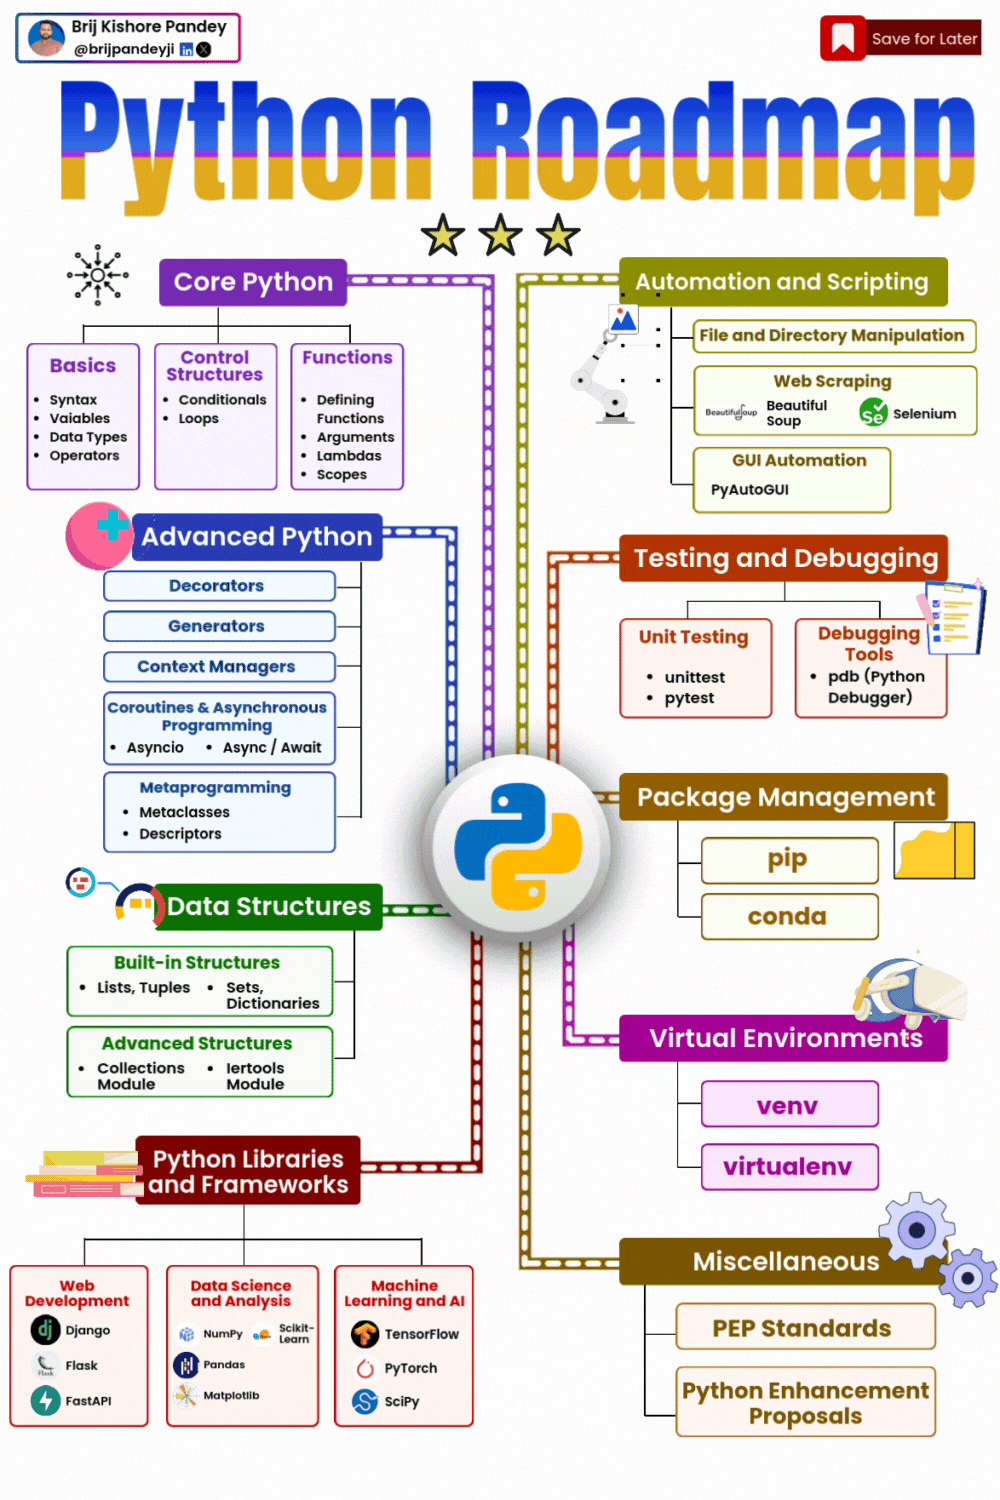 Brij Kishore Pandey
@brijpandeyji in X
Save for Later
Python Roadmap
Core Python
Basics
Syntax
Vaiables
Data Types
Operators
Control
Structures
Conditionals
Loops
Functions
Defining
Functions
Arguments
Lambdas
Scopes
Advanced Python
Decorators
Generators
Context Managers
Coroutines & Asynchronous
Programming
Asyncio
Async / Await
Metaprogramming
Metaclasses
Descriptors
Data Structures
Built-in Structures
Lists, Tuples
Sets,
Dictionaries
Advanced Structures
Collections
Module
Iertools
Module
Python Libraries
and Frameworks
Web
Development
dj Django
Flask Flask
FastAPI
Data Science
and Analysis
NumPy
Scikit-
Learn
Pandas
Matplotlib
Machine
Learning and AI
TensorFlow
PyTorch
SciPy
Automation and Scripting
File and Directory Manipulation
Web Scraping
BeautifulSoup
Beautiful
Soup
Se Selenium
GUI Automation
PyAutoGUI
Testing and Debugging
Unit Testing
unittest
pytest
Debugging
Tools
pdb (Python
Debugger)
Package Management
pip
conda
Virtual Environments
venv
virtualenv
Miscellaneous
PEP Standards
Python Enhancement
Proposals